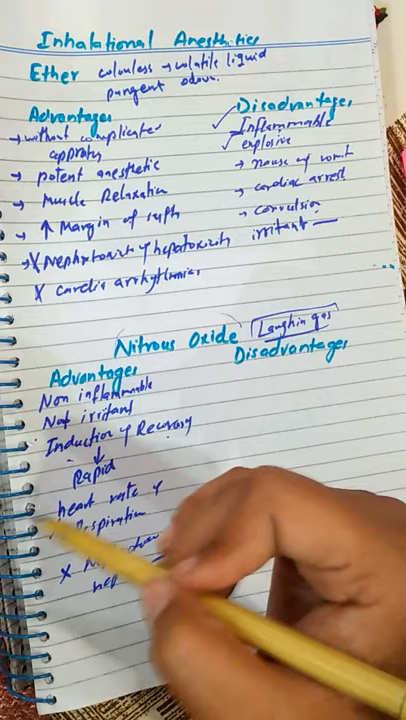 Inhalational Anesthetics
Ether colourless → volatile liquid
pungent odour.
Advantages
→ without complicated
apparatus
→ potent anesthetic
→ Muscle Relaxation
→ ↑ Margin of safety
→ X Nephrotoxicity & hepatotoxicity
X cardiac arrhythmias
Disadvantages
Inflammable
explosive
→ nausea & vomit
→ cardiac arrest
→ convulsion
irritant
Nitrous Oxide Laughin gas
Advantages
Non inflammable
Not irritant
Induction & Recovery
↓
Rapid
heart rate &
Respiration
X
Disadvantages